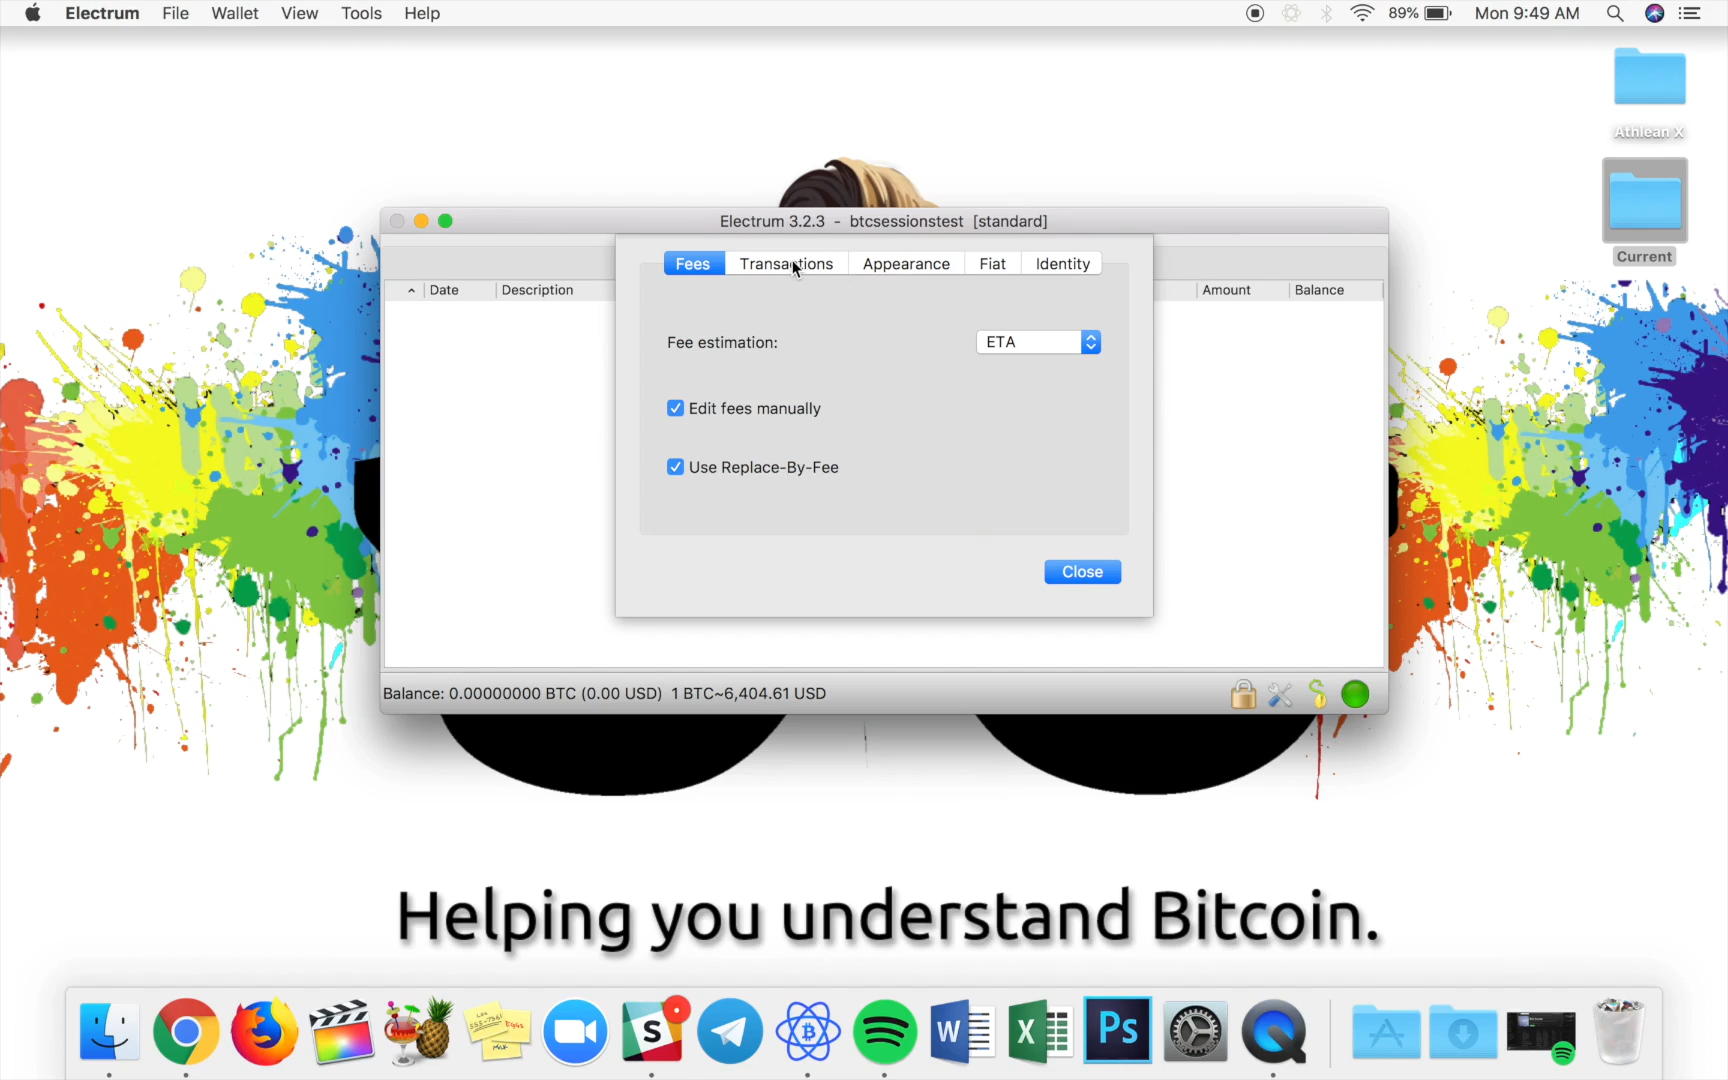 Electrum File Wallet View Tools Help 89% Mon 9:49 AM
Athlean X
Current
Electrum 3.2.3 - btcsessionstest [standard]
Fees Transactions Appearance Fiat Identity
Date Description Amount Balance
Fee estimation: ETA
Edit fees manually
Use Replace-By-Fee
Close
Balance: 0.00000000 BTC (0.00 USD) 1 BTC~6,404.61 USD
Helping you understand Bitcoin.
S W X Ps